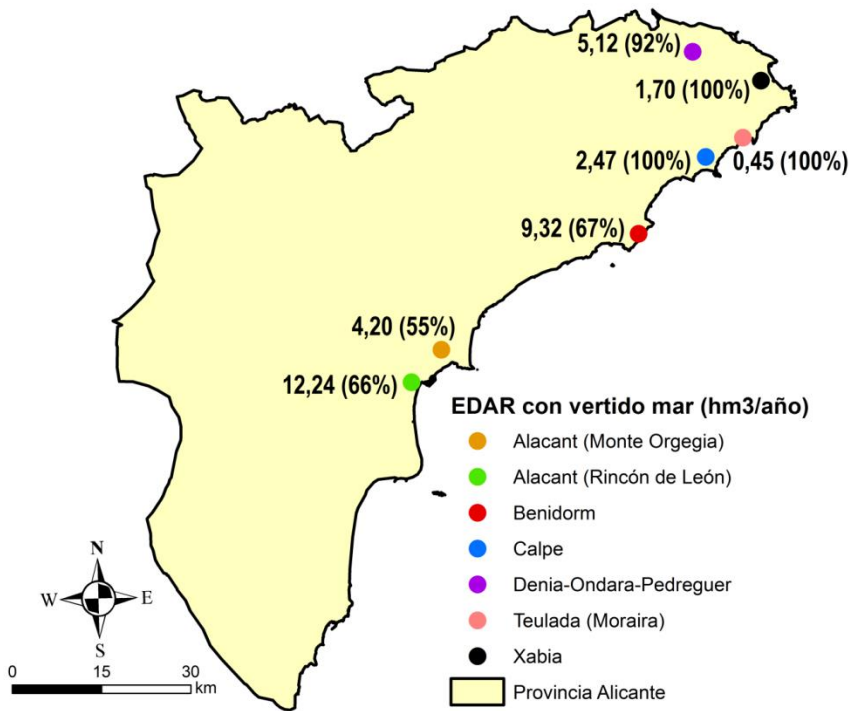 5,12 (92%)
1,70 (100%)
2,47 (100%)
0,45 (100%)
9,32 (67%)
4,20 (55%)
12,24 (66%)
EDAR con vertido mar (hm3/año)
Alacant (Monte Orgegia)
Alacant (Rincón de León)
Benidorm
Calpe
Denia-Ondara-Pedreguer
Teulada (Moraira)
Xabia
Provincia Alicante
N
W E
S
0 15 30
km